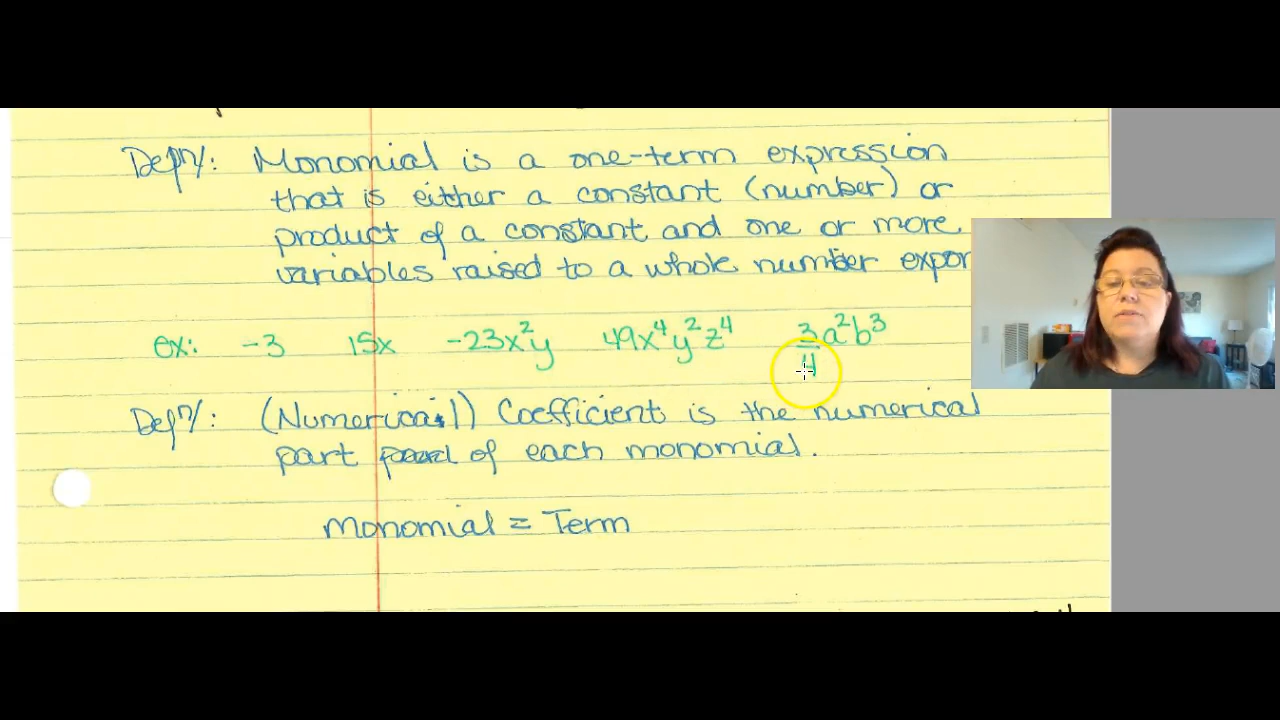 Defn/: Monomial is a one-term expression
that is either a constant (number) or
product of a constant and one or more
variables raised to a whole number expon
ex: -3 15x -23x²y 49x⁴y²z⁴ 3/4a²b³
Defn/: (Numerical) Coefficient is the numerical
part of each monomial.
monomial = Term